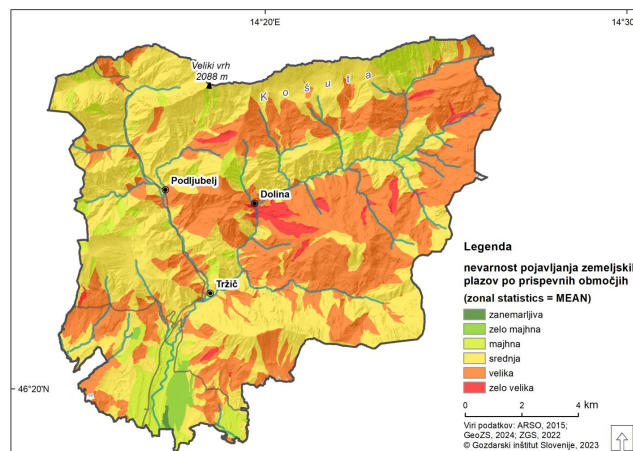 14°20'E
14°30
Veliki vrh
2088 m
Košuta
Podljubelj
Dolina
Tržič
46°20'N
Legenda
nevarnost pojavljanja zemeljskil
plazov po prispevnih območjih
(zonal statistics = MEAN)
zanemarljiva
zelo majhna
majhna
srednja
velika
zelo velika
0 2 4 km
Viri podatkov: ARSO, 2015;
GeoZS, 2024; ZGS, 2022
© Gozdarski inštitut Slovenije, 2023